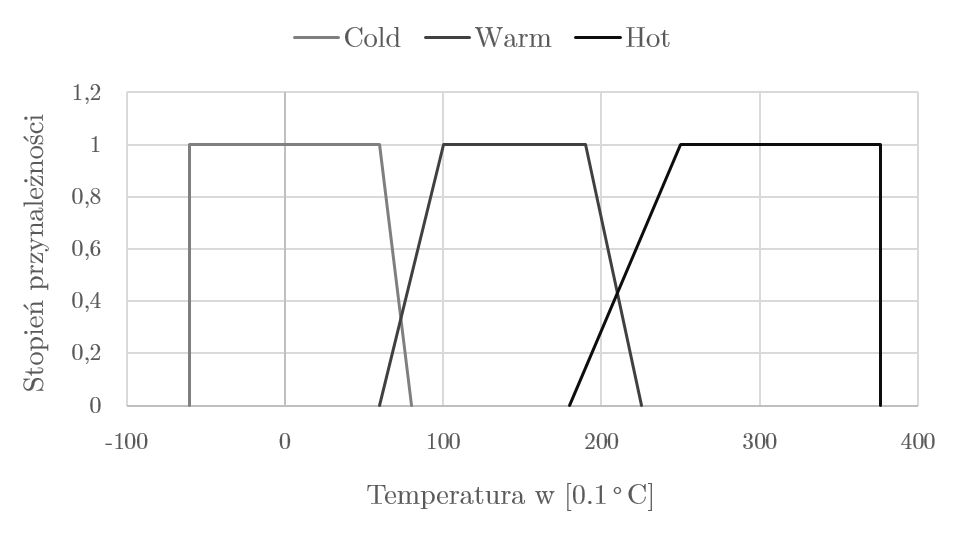 Cold Warm Hot
1,2
1
0,8
0,6
0,4
0,2
0
Stopień przynależności
-100 0 100 200 300 400
Temperatura w [0.1°C]